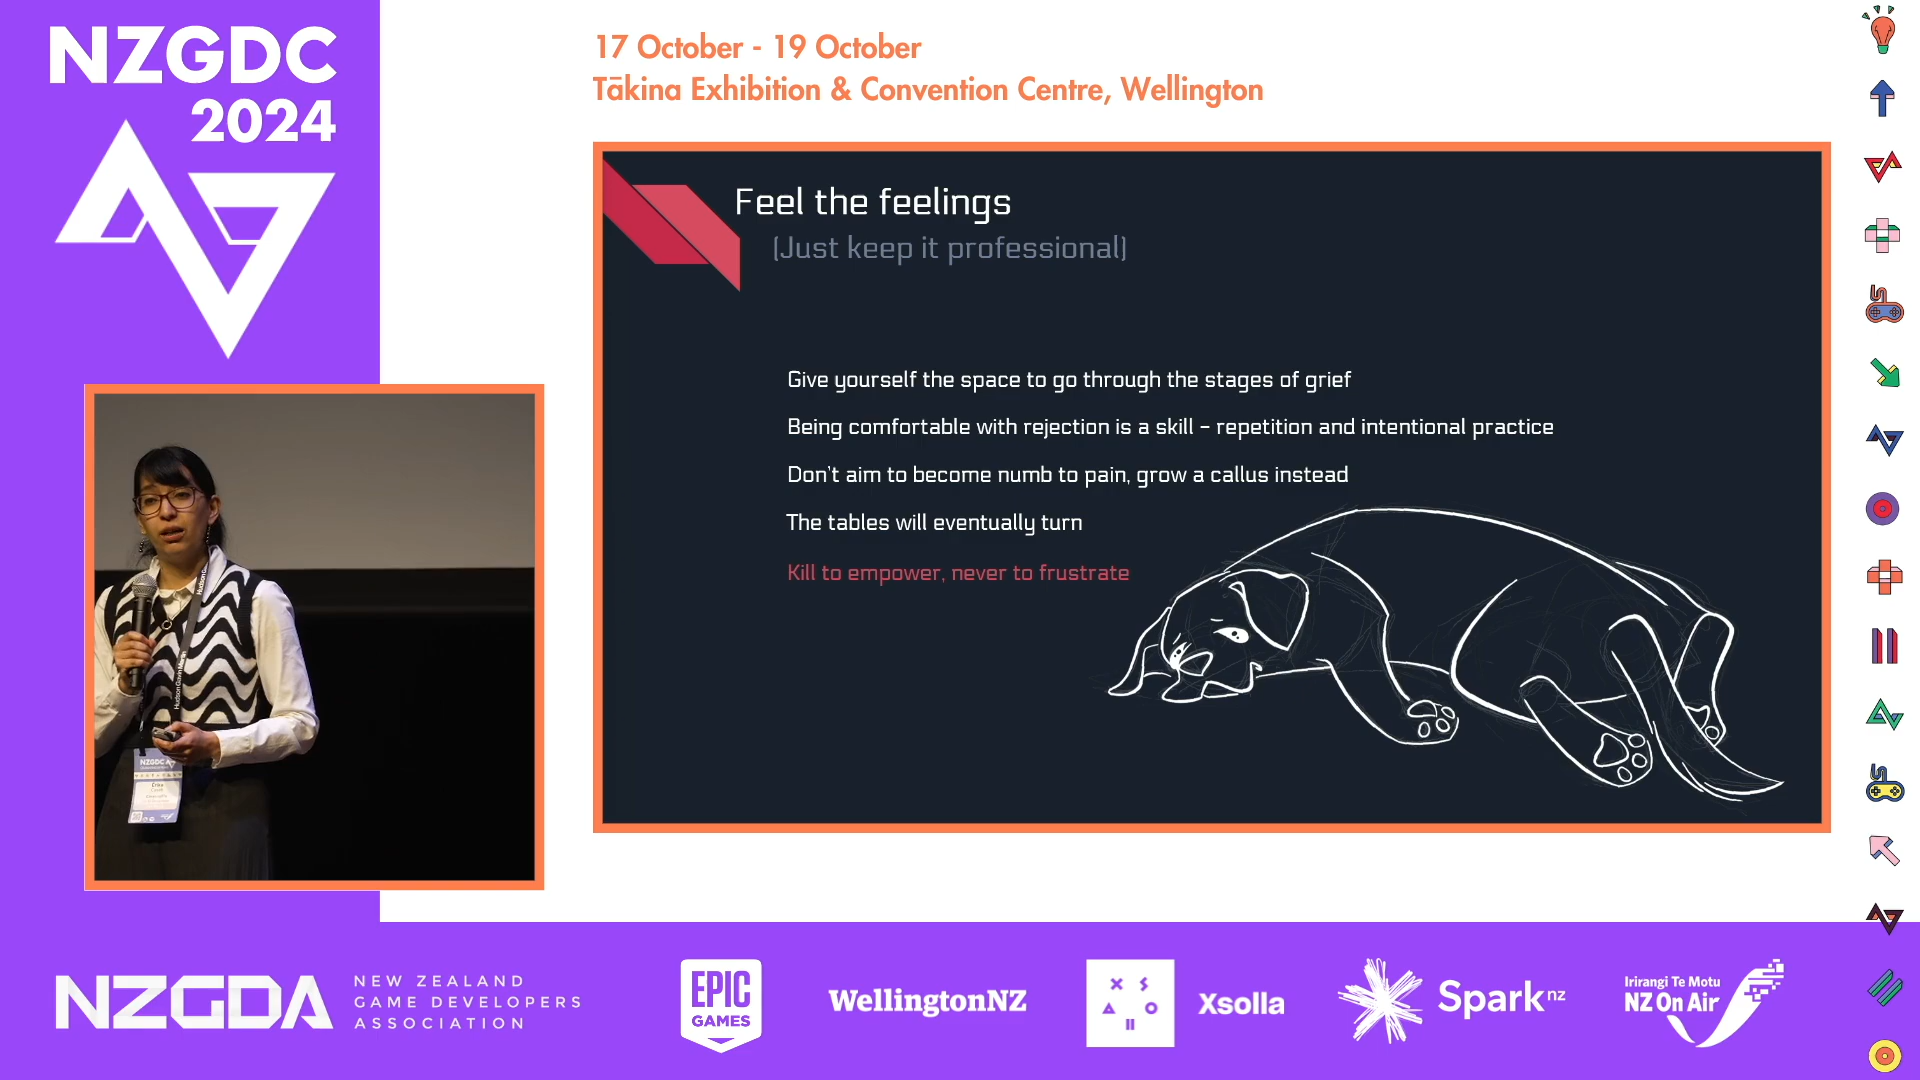 NZGDC
2024
17 October - 19 October
Tākina Exhibition & Convention Centre, Wellington
Feel the feelings
(Just keep it professional)
Give yourself the space to go through the stages of grief
Being comfortable with rejection is a skill - repetition and intentional practice
Don't aim to become numb to pain, grow a callus instead
The tables will eventually turn
Kill to empower, never to frustrate
NZGDC
NZGDA
NEW ZEALAND
GAME DEVELOPERS
ASSOCIATION
EPIC
GAMES
WellingtonNZ
XSOLLA
Xsolla
Spark nz
Irirangi Te Motu
NZ On Air